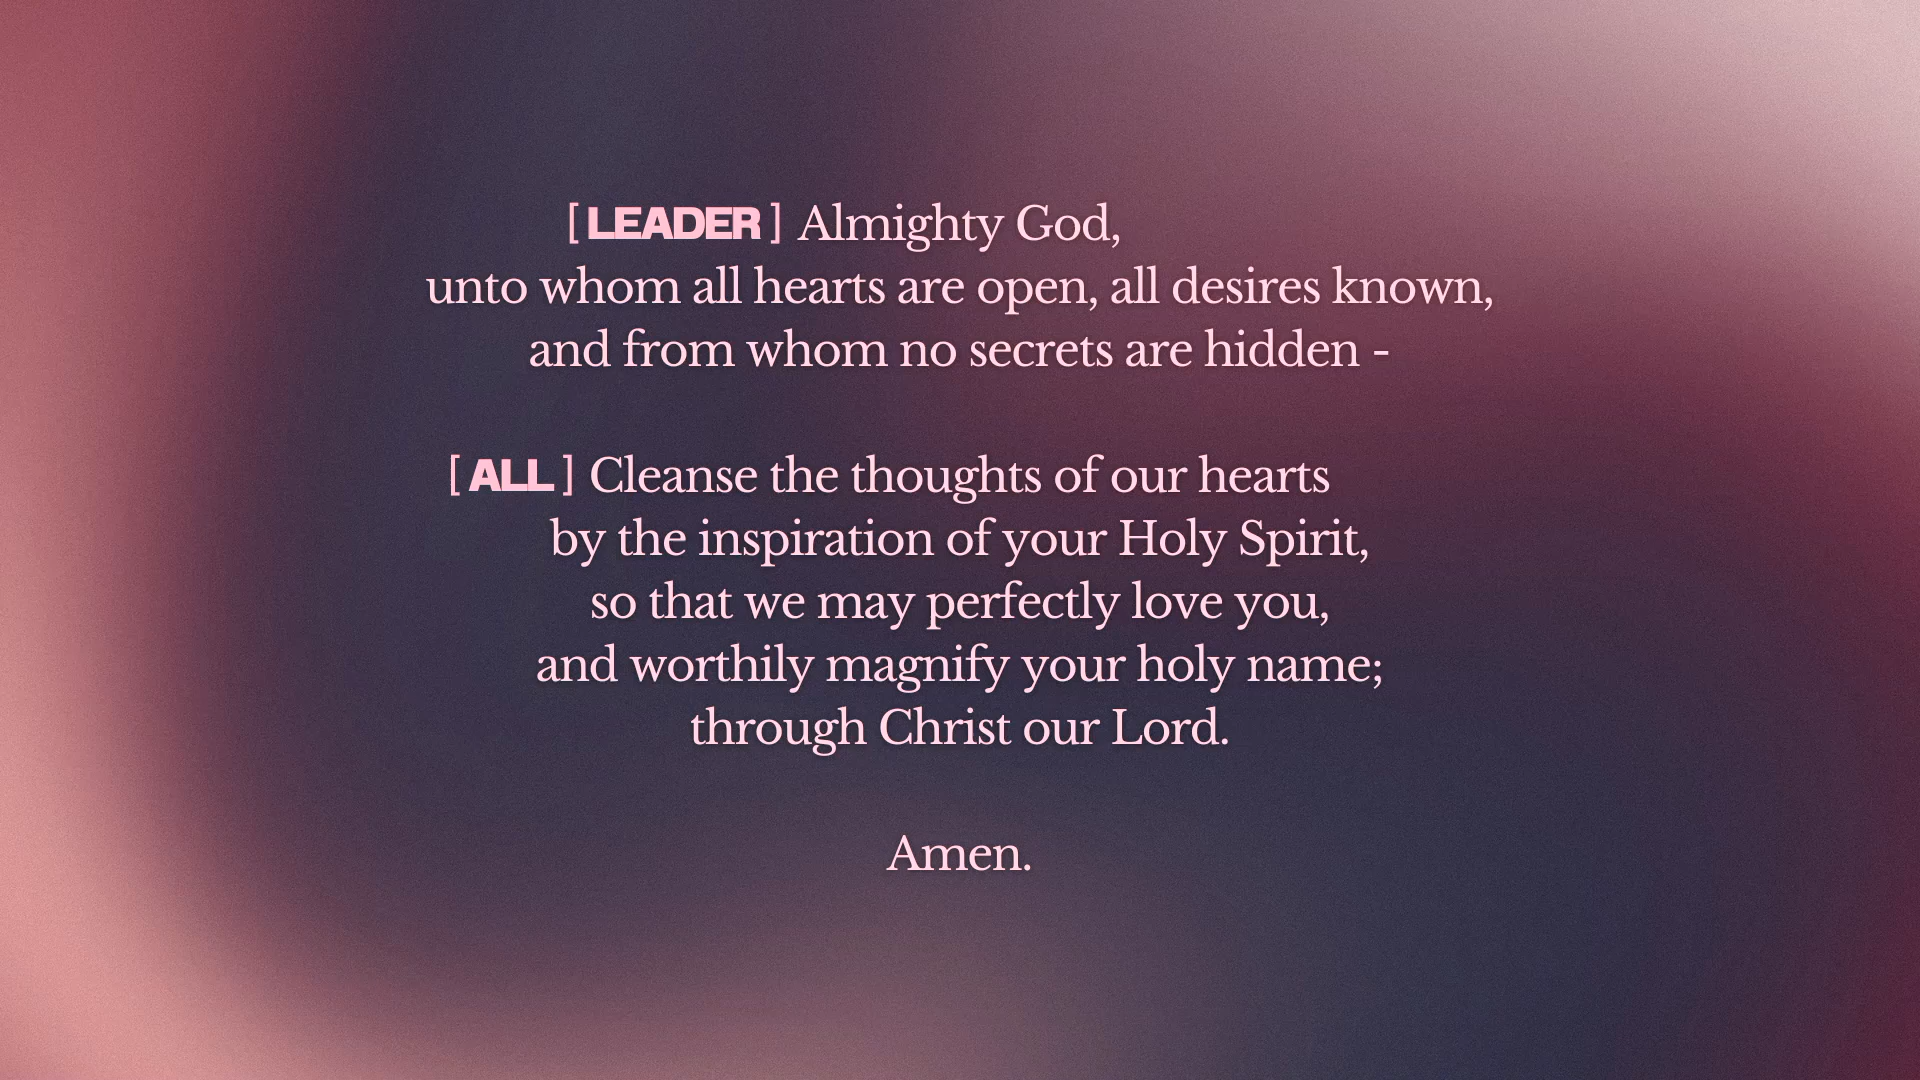 [LEADER] Almighty God,
unto whom all hearts are open, all desires known,
and from whom no secrets are hidden -
[ALL] Cleanse the thoughts of our hearts
by the inspiration of your Holy Spirit,
so that we may perfectly love you,
and worthily magnify your holy name;
through Christ our Lord.
Amen.